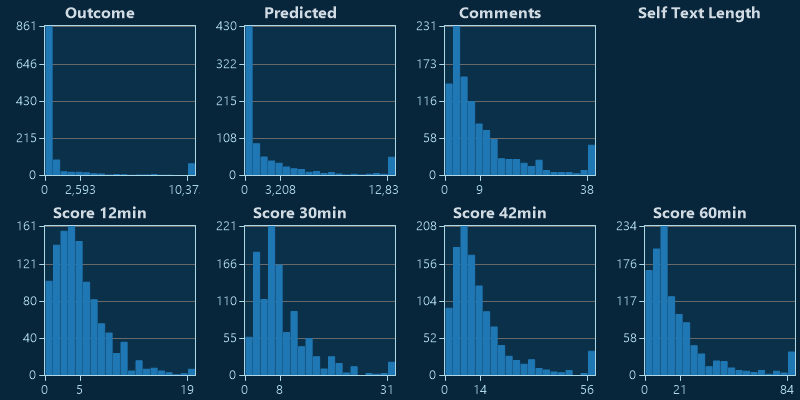 Outcome
Predicted
Comments
Self Text Length
861
646
430
215
0
0 2,593 10,37
430
322
215
108
0
0 3,208 12,83
231
173
116
58
0
0 9 38
Score 12min
Score 30min
Score 42min
Score 60min
161
121
80
40
0
0 5 19
221
166
110
55
0
0 8 31
208
156
104
52
0
0 14 56
234
176
117
58
0
0 21 84